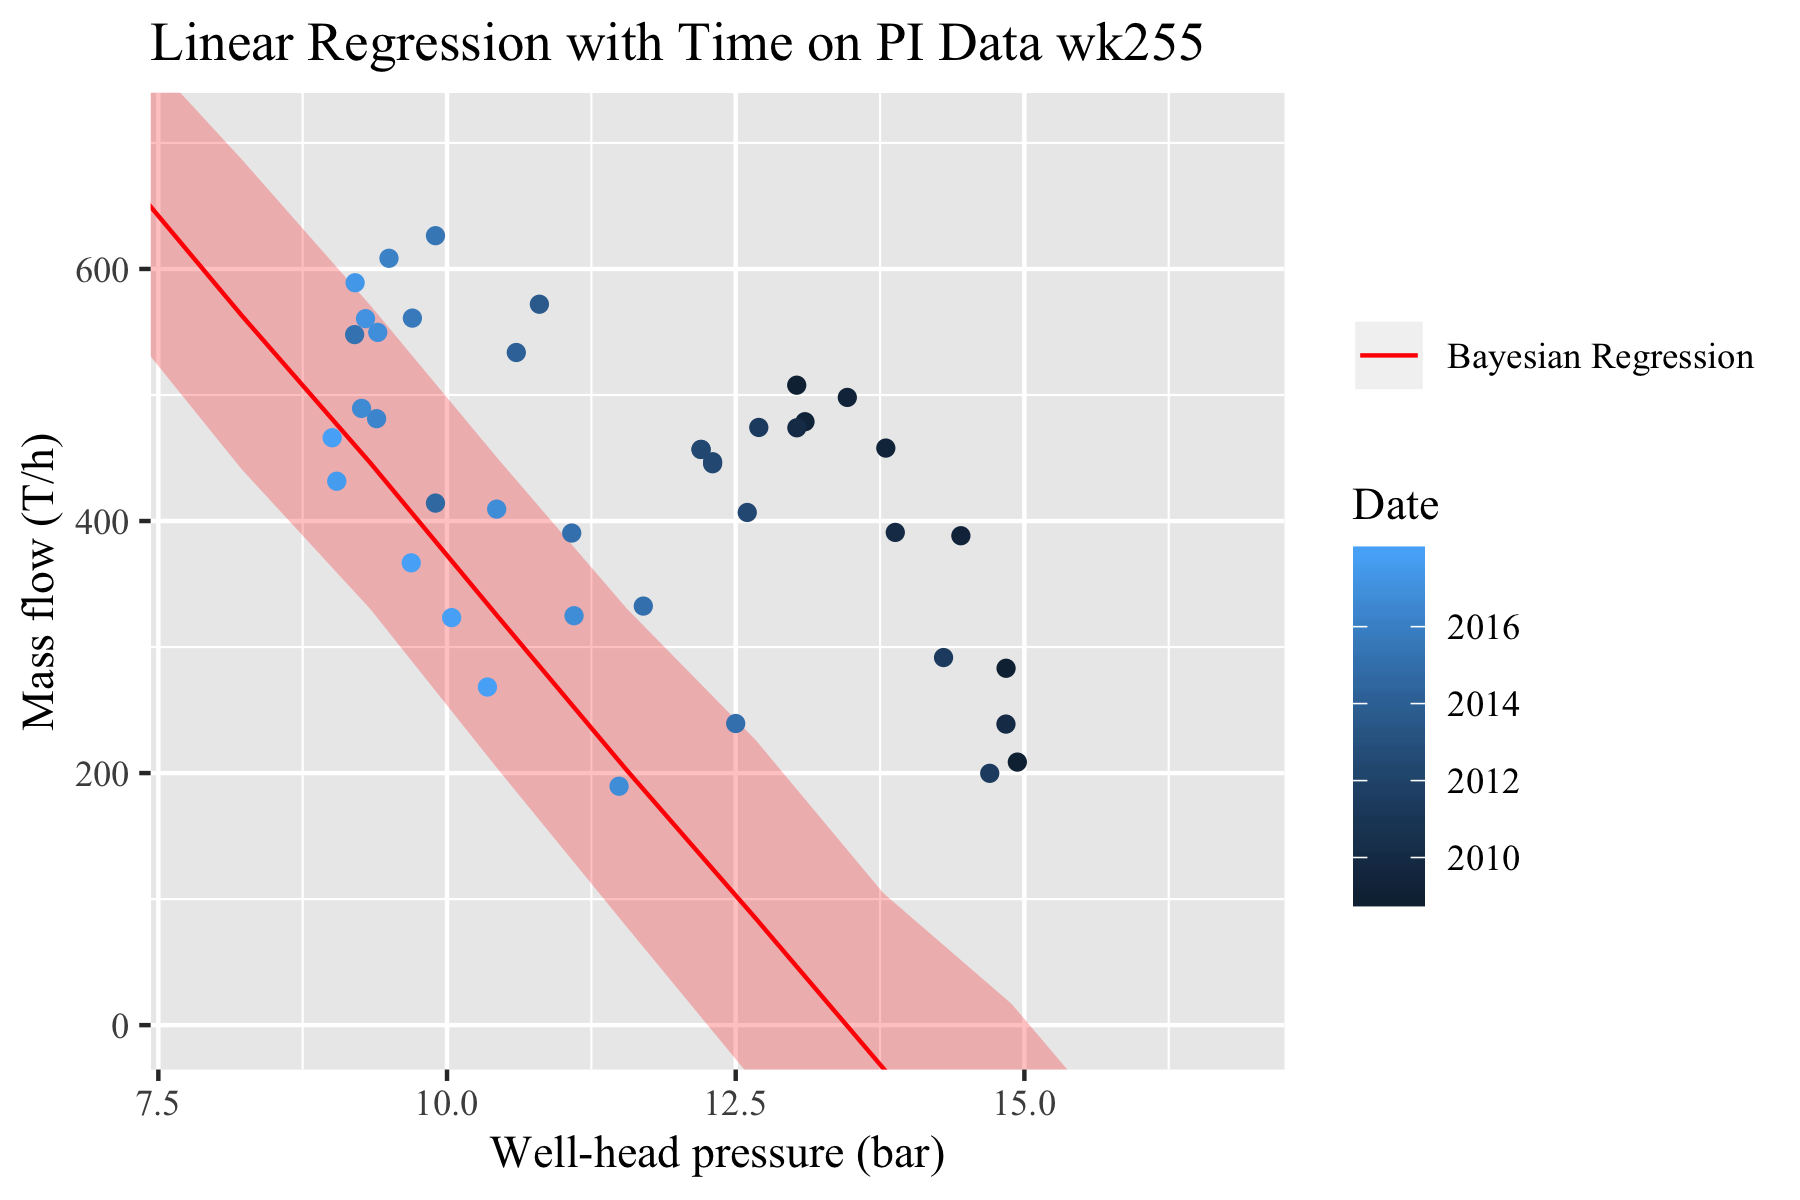 Linear Regression with Time on PI Data wk255
Mass flow (T/h)
600
400
200
0
7.5
10.0
12.5
15.0
Well-head pressure (bar)
Bayesian Regression
Date
2016
2014
2012
2010